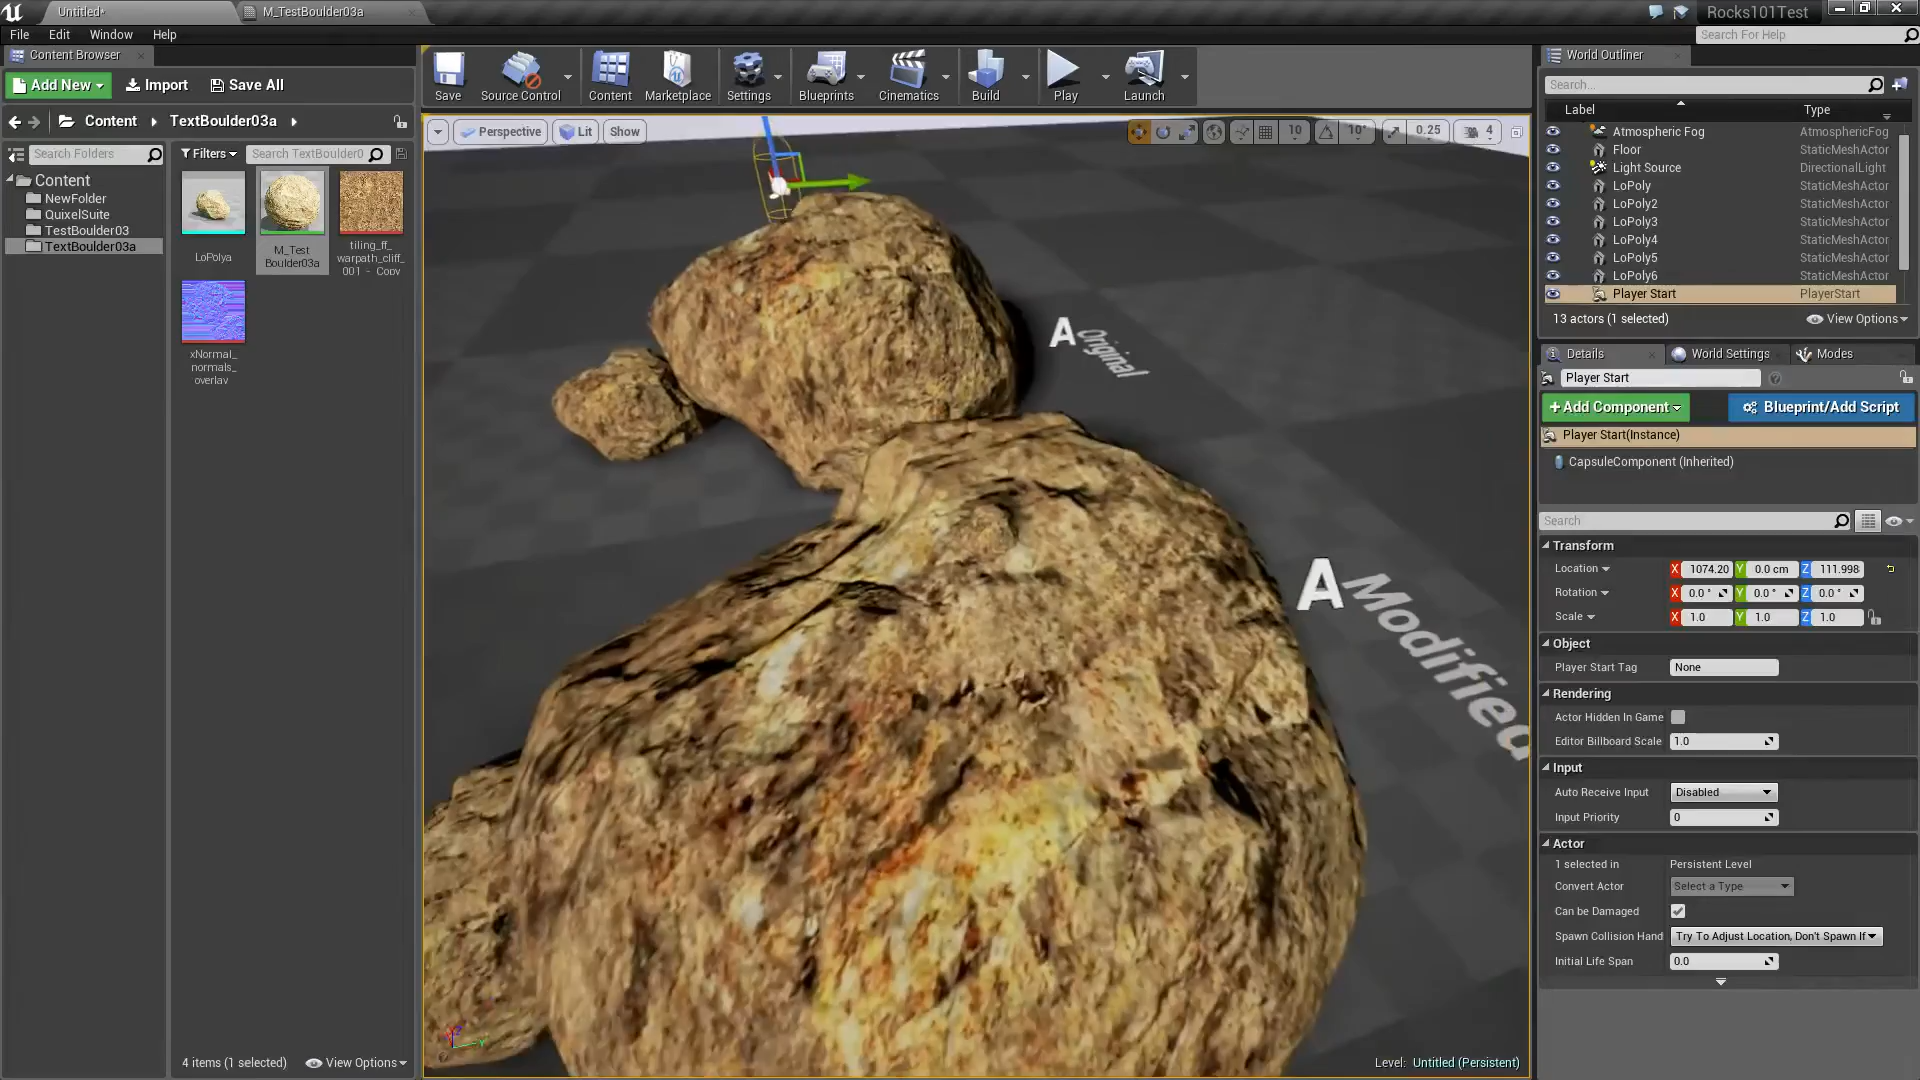 Untitled*
M_TestBoulder03a
Rocks101Test
File
Edit
Window
Help
Search For Help
Content Browser
Add New
Import
Save All
Content
TextBoulder03a
Search Folders
Filters
Search TextBoulder0
Content
NewFolder
QuixelSuite
TestBoulder03
TextBoulder03a
LoPolya
M_Test
Boulder03a
tiling_ff_
warpath_cliff_
001 - Copy
xNormal_
normals_
overlay
4 items (1 selected)
View Options
Save
Source Control
Content
Marketplace
Settings
Blueprints
Cinematics
Build
Play
Launch
Perspective
Lit
Show
10
10°
0.25
4
A Original
A Modified
Level: Untitled (Persistent)
World Outliner
Search...
Label
Type
Atmospheric Fog
AtmosphericFog
Floor
StaticMeshActor
Light Source
DirectionalLight
LoPoly
StaticMeshActor
LoPoly2
StaticMeshActor
LoPoly3
StaticMeshActor
LoPoly4
StaticMeshActor
LoPoly5
StaticMeshActor
LoPoly6
StaticMeshActor
Player Start
PlayerStart
13 actors (1 selected)
View Options
Details
World Settings
Modes
Player Start
+Add Component
Blueprint/Add Script
Player Start(Instance)
CapsuleComponent (Inherited)
Search
Transform
Location
X 1074.20 Y 0.0 cm Z 111.998
Rotation
X 0.0 ° Y 0.0 ° Z 0.0 °
Scale
X 1.0 Y 1.0 Z 1.0
Object
Player Start Tag
None
Rendering
Actor Hidden In Game
Editor Billboard Scale
1.0
Input
Auto Receive Input
Disabled
Input Priority
0
Actor
1 selected in
Persistent Level
Convert Actor
Select a Type
Can be Damaged
Spawn Collision Hand
Try To Adjust Location, Don't Spawn If
Initial Life Span
0.0